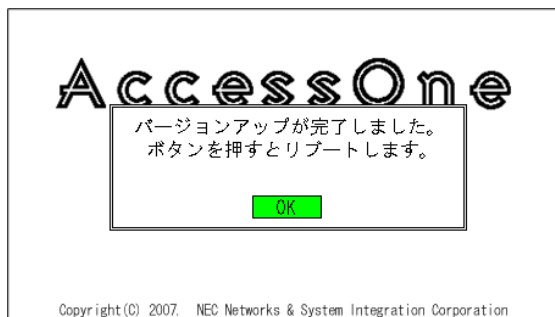 AccessOne
バージョンアップが完了しました。
ボタンを押すとリブートします。
OK
Copyright(C) 2007. NEC Networks & System Integration Corporation